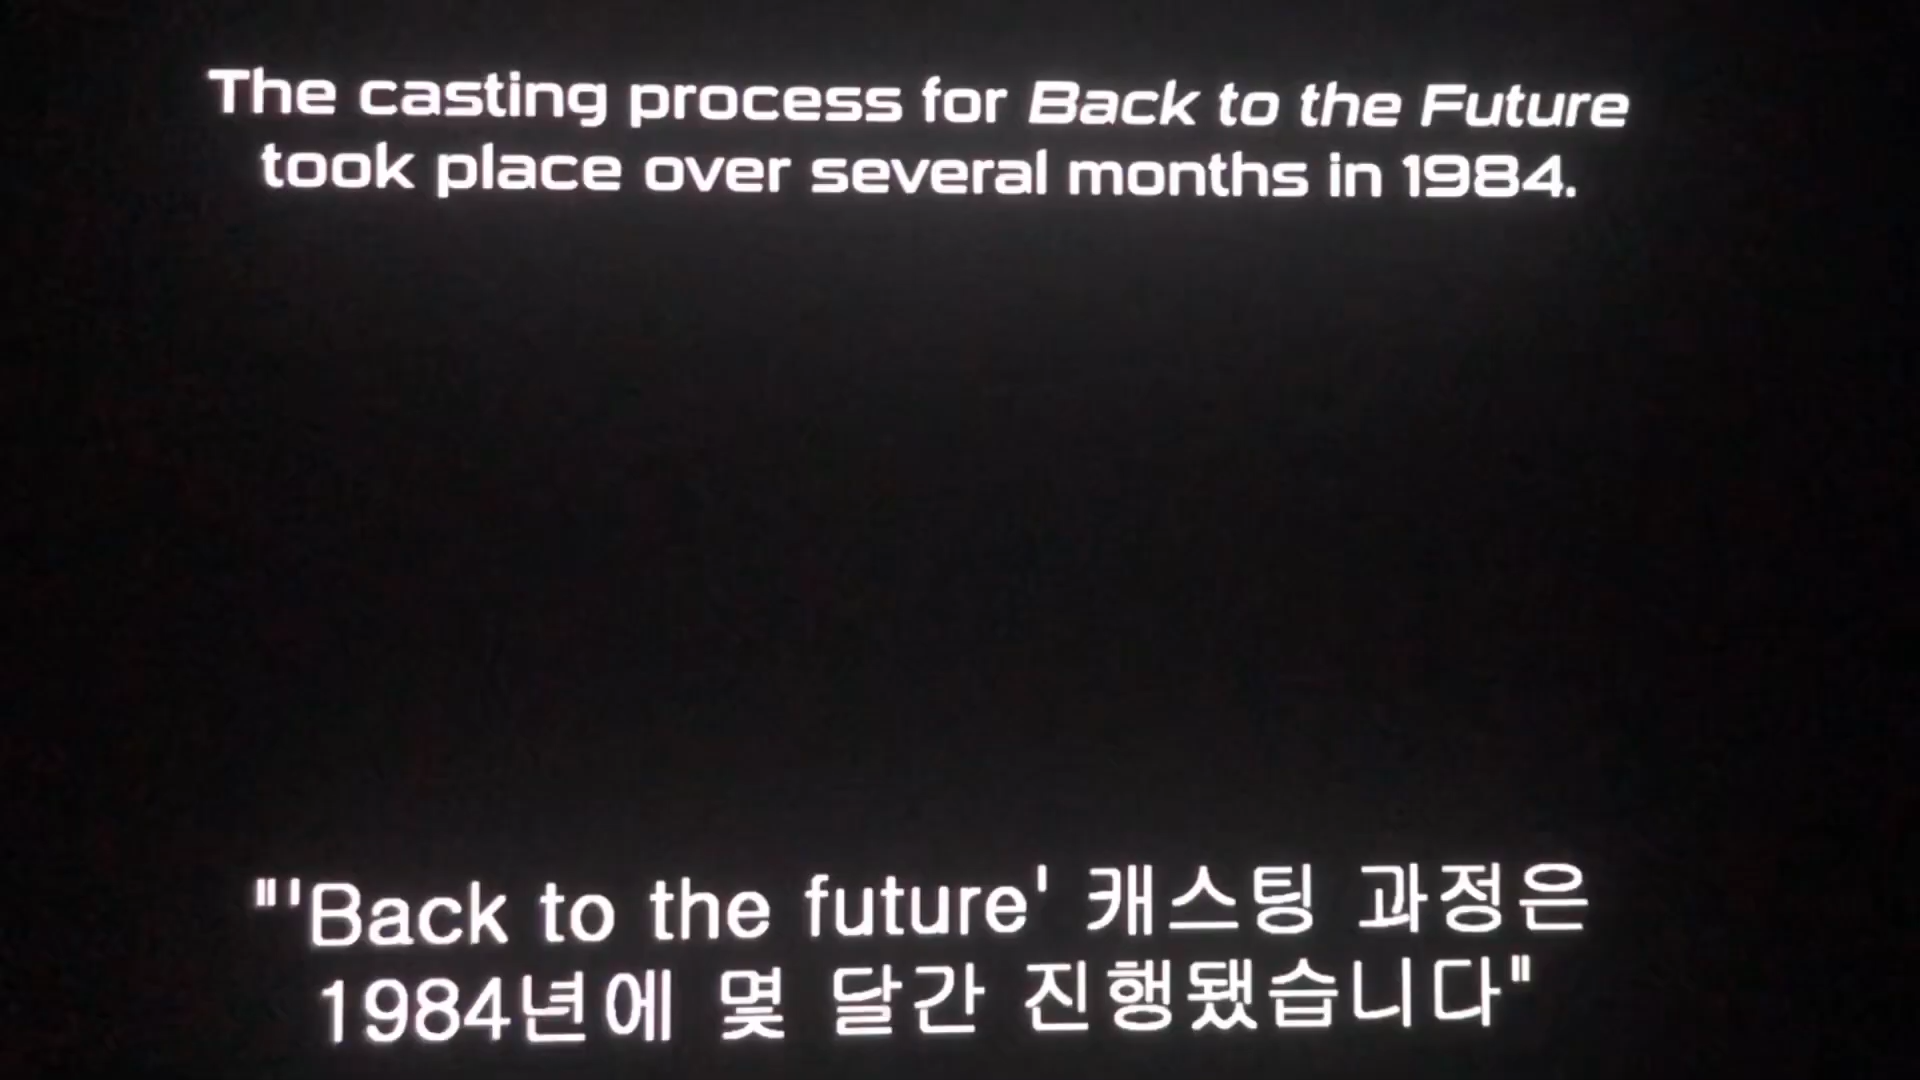 The casting process for Back to the Future
took place over several months in 1984.
"'Back to the future' 캐스팅 과정은
1984년에 몇 달간 진행됐습니다"